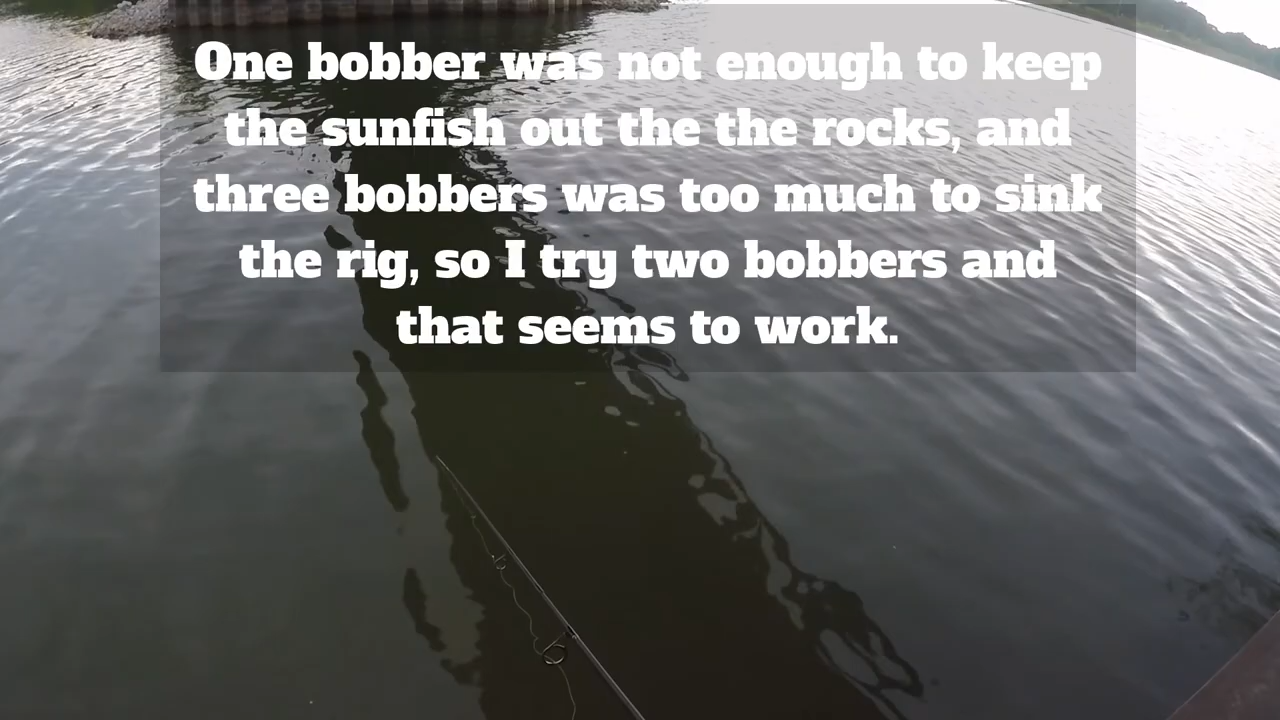 One bobber was not enough to keep
the sunfish out the the rocks, and
three bobbers was too much to sink
the rig, so I try two bobbers and
that seems to work.